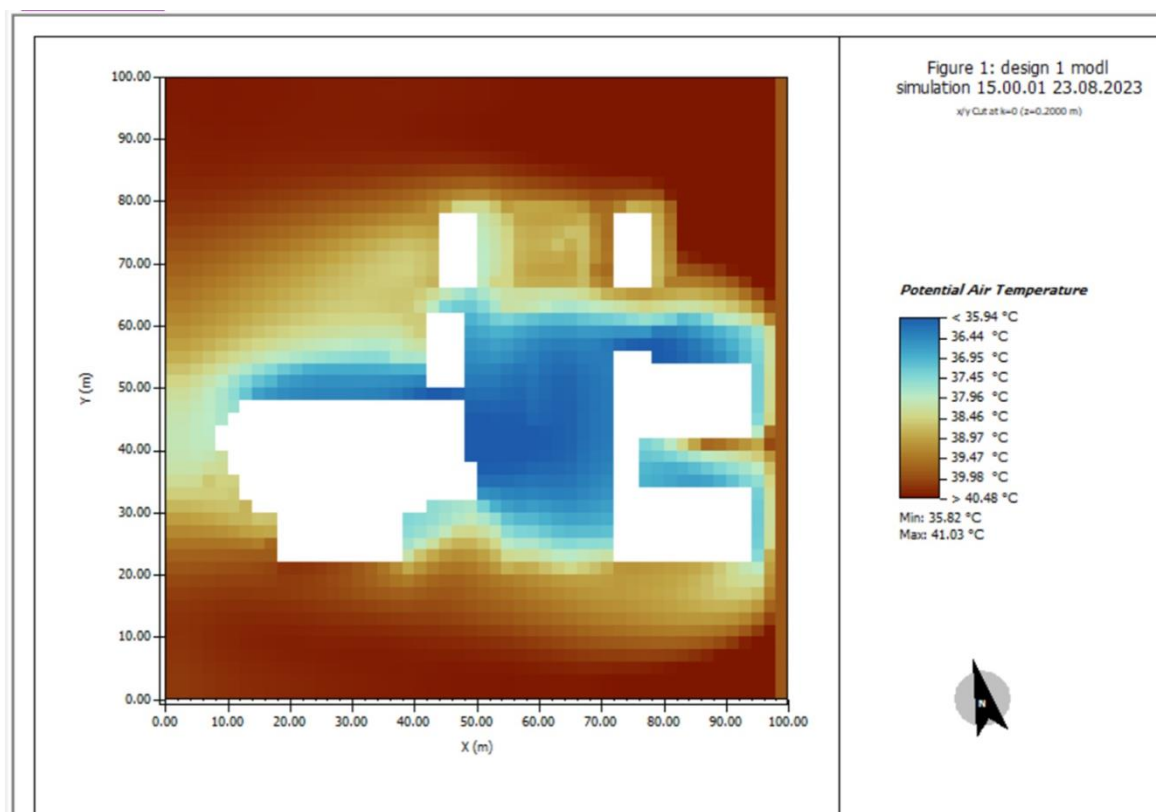 Figure 1: design 1 modl
simulation 15.00.01 23.08.2023
x/y Cut at k=0 (z=0.2000 m)
100.00
90.00
80.00
70.00
60.00
50.00
40.00
30.00
20.00
10.00
0.00
Y (m)
0.00 10.00 20.00 30.00 40.00 50.00 60.00 70.00 80.00 90.00 100.00
X (m)
Potential Air Temperature
< 35.94 °C
36.44 °C
36.95 °C
37.45 °C
37.96 °C
38.46 °C
38.97 °C
39.47 °C
39.98 °C
> 40.48 °C
Min: 35.82 °C
Max: 41.03 °C
N